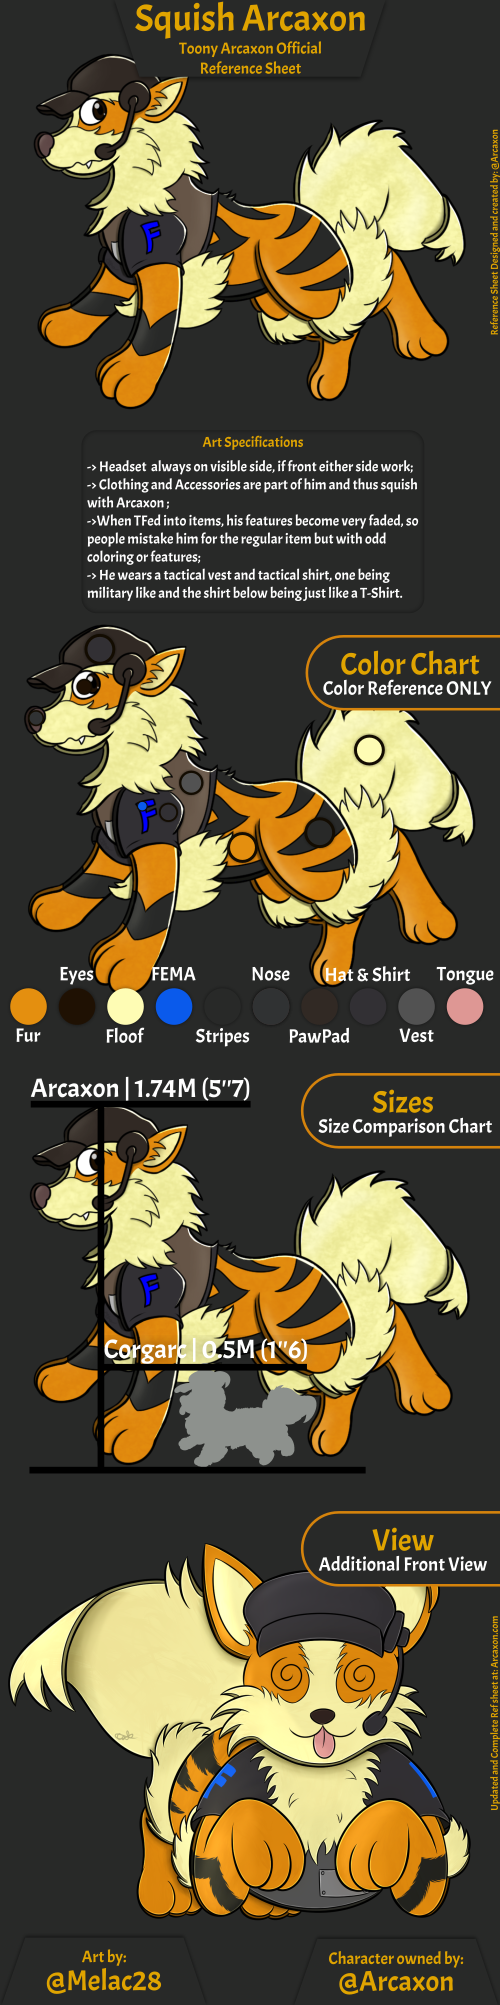 Squish Arcaxon
Toony Arcaxon Official
Reference Sheet
Reference Sheet Designed and created by: @Arcaxon
F
Art Specifications
-> Headset always on visible side, if front either side work;
-> Clothing and Accessories are part of him and thus squish
with Arcaxon ;
->When TFed into items, his features become very faded, so
people mistake him for the regular item but with odd
coloring or features;
-> He wears a tactical vest and tactical shirt, one being
military like and the shirt below being just like a T-Shirt.
Color Chart
Color Reference ONLY
F
Eyes FEMA Nose Hat & Shirt Tongue
Fur Floof Stripes PawPad Vest
Arcaxon | 1.74M (5"7)
Sizes
Size Comparison Chart
F
Corgarc | 0.5M (1"6)
View
Additional Front View
Updated and Complete Ref sheet at: Arcaxon.com
Art by:
@Melac28
Character owned by:
@Arcaxon